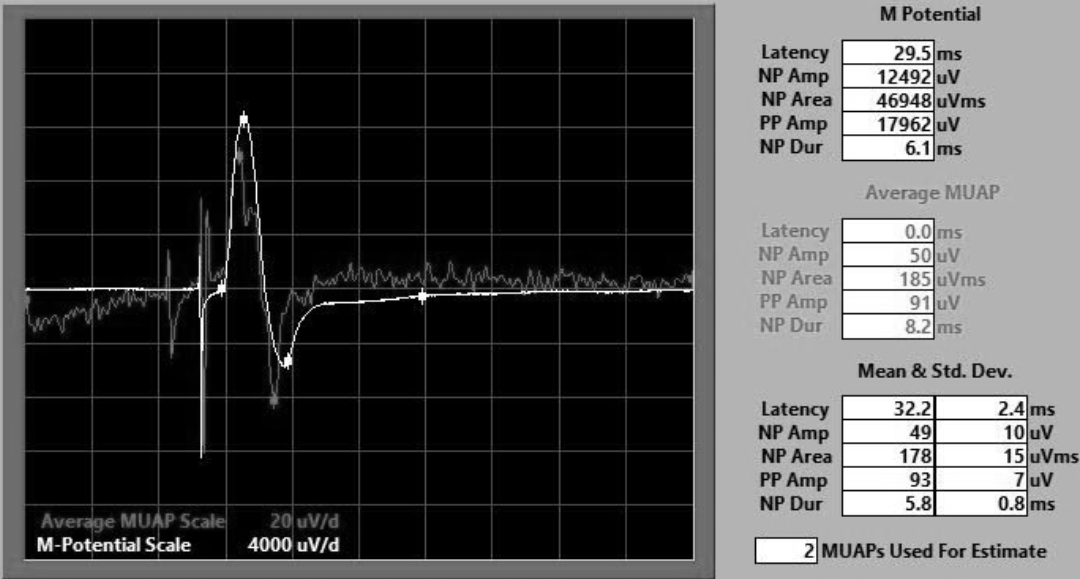 M Potential
Latency 29.5 ms
NP Amp 12492 uV
NP Area 46948 uVms
PP Amp 17962 uV
NP Dur 6.1 ms
Average MUAP
Latency 0.0 ms
NP Amp 50 uV
NP Area 185 uVms
PP Amp 91 uV
NP Dur 8.2 ms
Mean & Std. Dev.
Latency 32.2 2.4 ms
NP Amp 49 10 uV
NP Area 178 15 uVms
PP Amp 93 7 uV
NP Dur 5.8 0.8 ms
Average MUAP Scale 20 uV/d
M-Potential Scale 4000 uV/d
2 MUAPs Used For Estimate